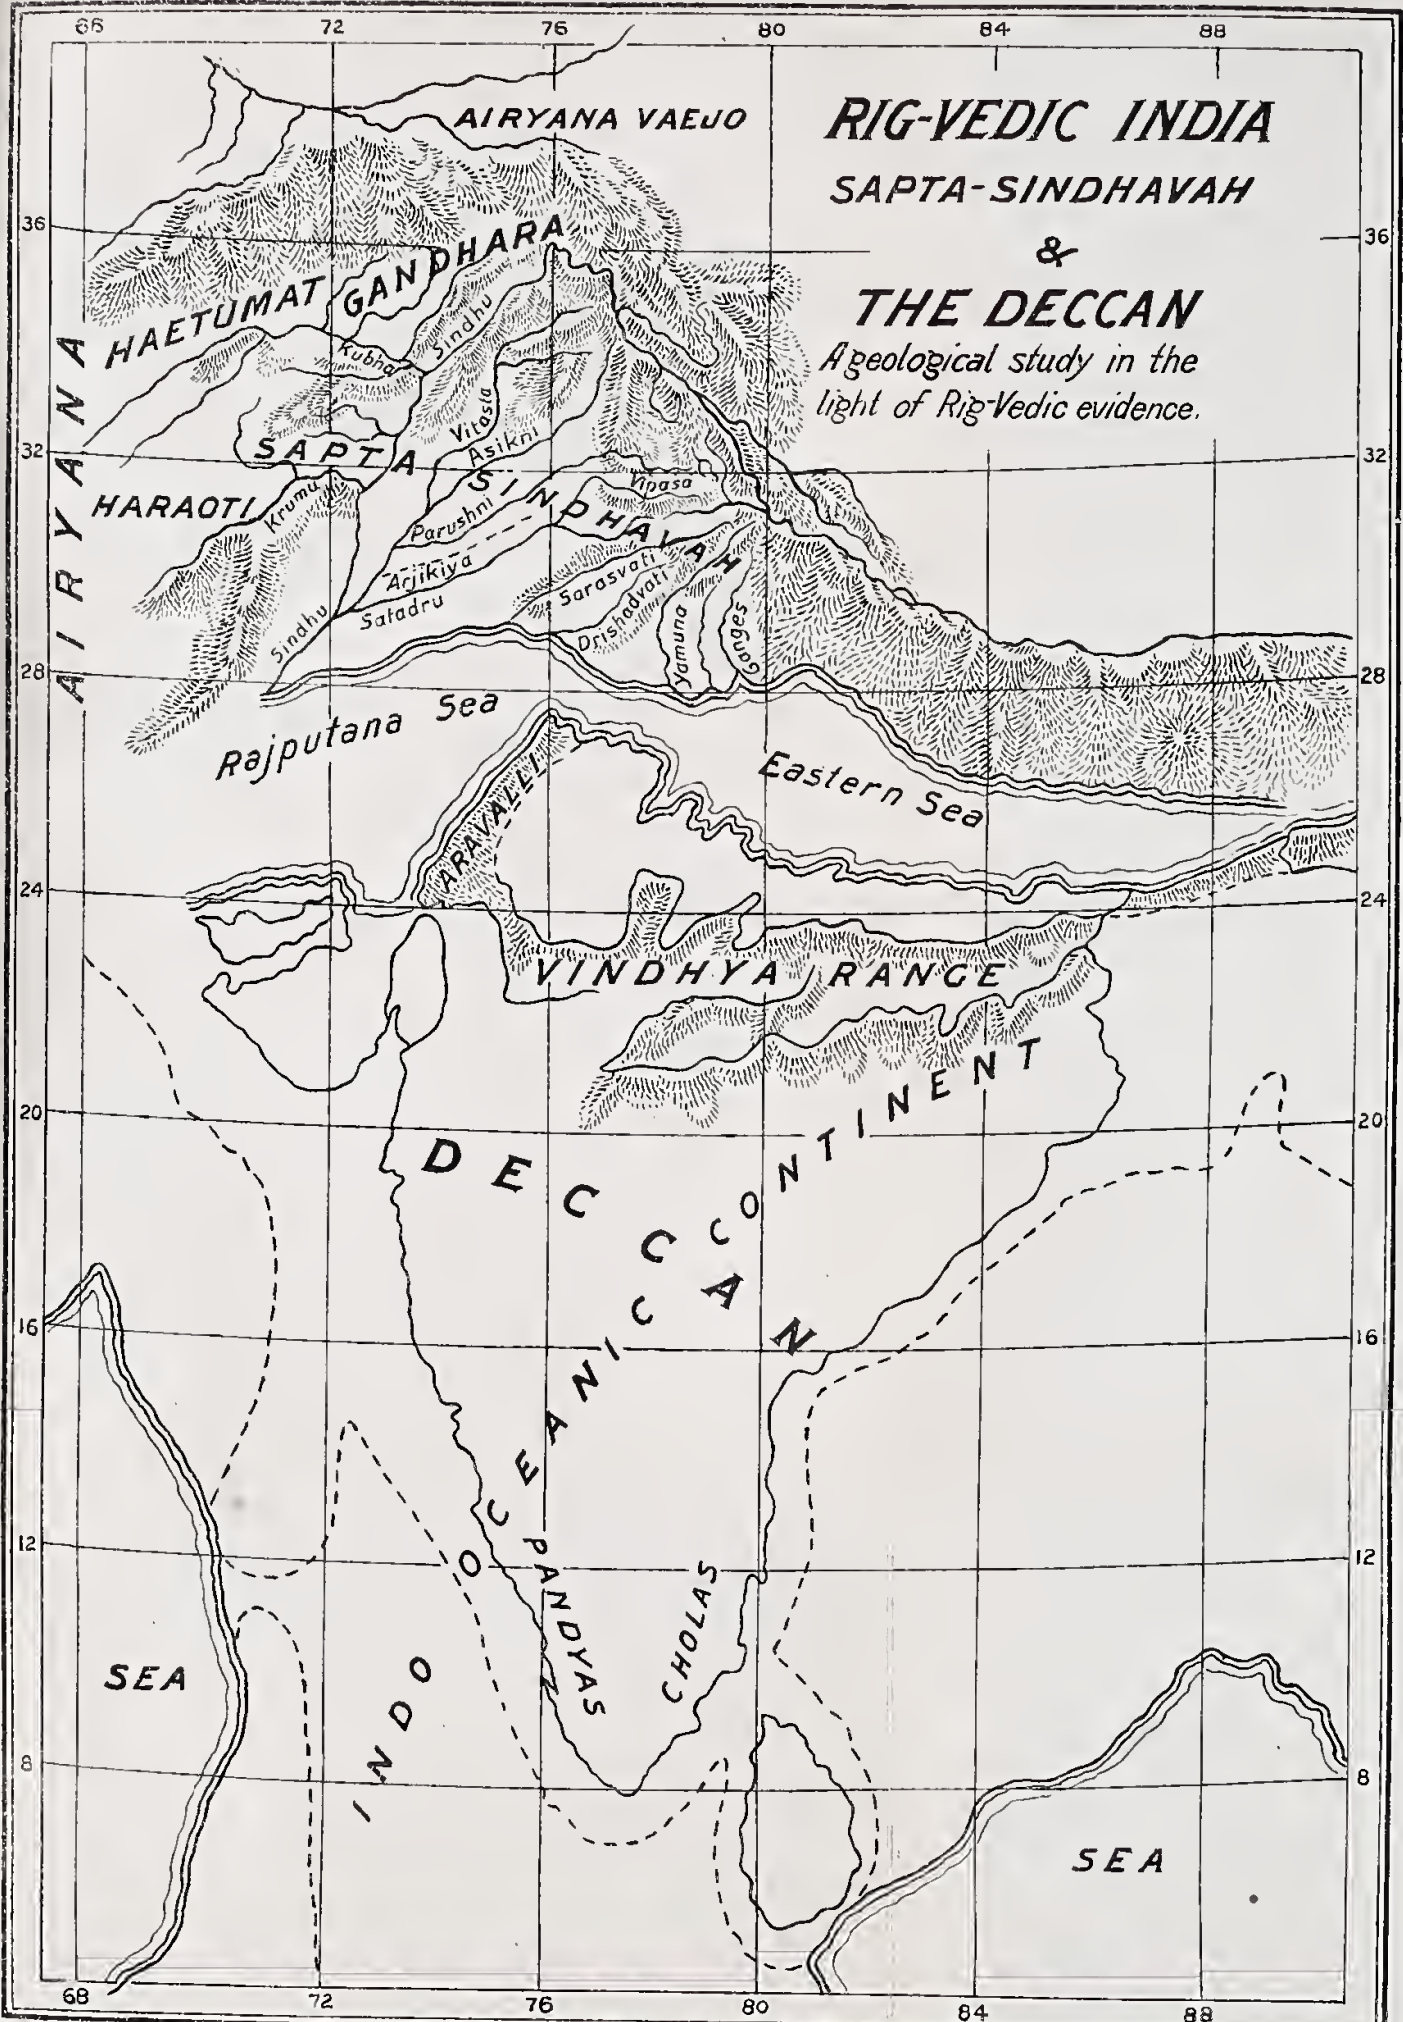 68 72 76 80 84 88
RIG-VEDIC INDIA
SAPTA-SINDHAVAH
&
THE DECCAN
A geological study in the
light of Rig-Vedic evidence.
AIRYANA VAEJO
36 36
GANDHARA
HAETUMAT
AIRYANA
Sindhu
Kubha
Vitasta
Asikni
32 32
SAPTA SINDHAVAH
HARAOTI
Krumu
Vipasa
Parushni
Arjikiya
Satadru
Sindhu
Sarasvati
Drishadvati
Yamuna
Ganges
28 28
Rajputana Sea
Eastern Sea
ARAVALLI
24 24
VINDHYA RANGE
20 20
DECCAN
INDO OCEANIC CONTINENT
16 16
12 12
PANDYAS
CHOLAS
SEA
8 8
SEA
68 72 76 80 84 88